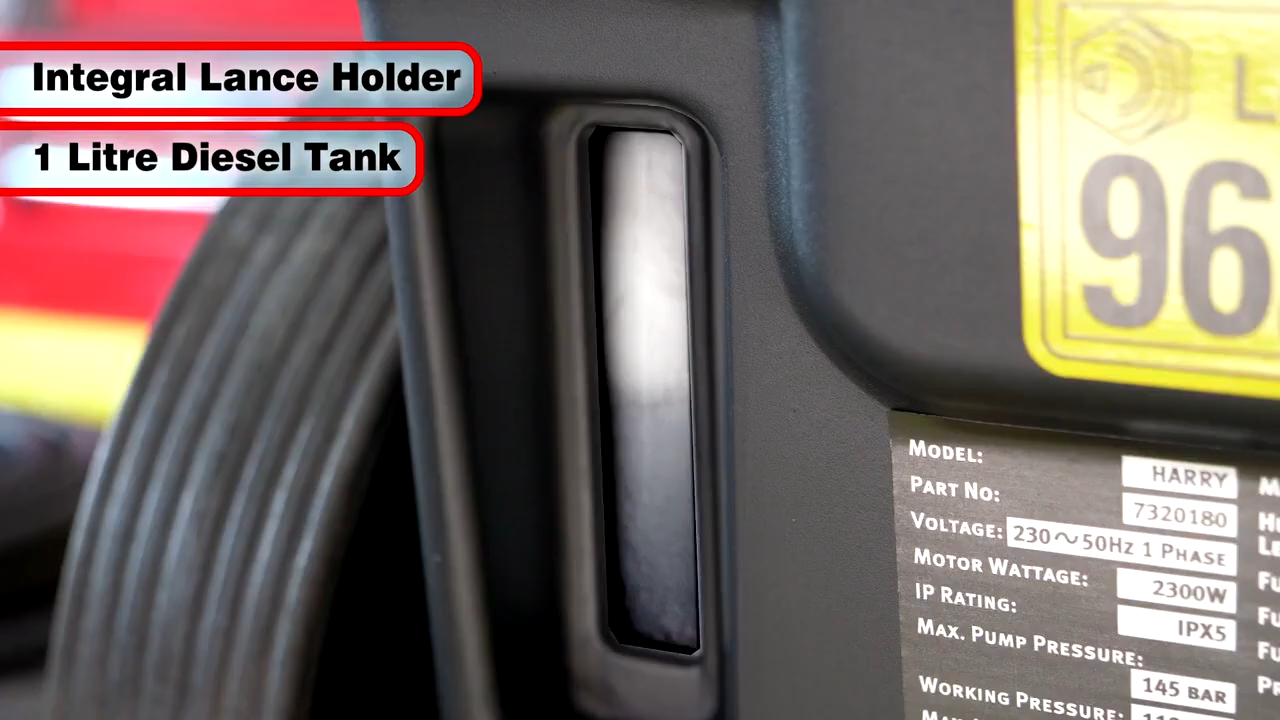 Integral Lance Holder
1 Litre Diesel Tank
96
MODEL: HARRY
PART NO: 7320180
VOLTAGE: 230~50Hz 1 PHASE
MOTOR WATTAGE: 2300W
IP RATING: IPX5
MAX. PUMP PRESSURE: 145 BAR
WORKING PRESSURE: